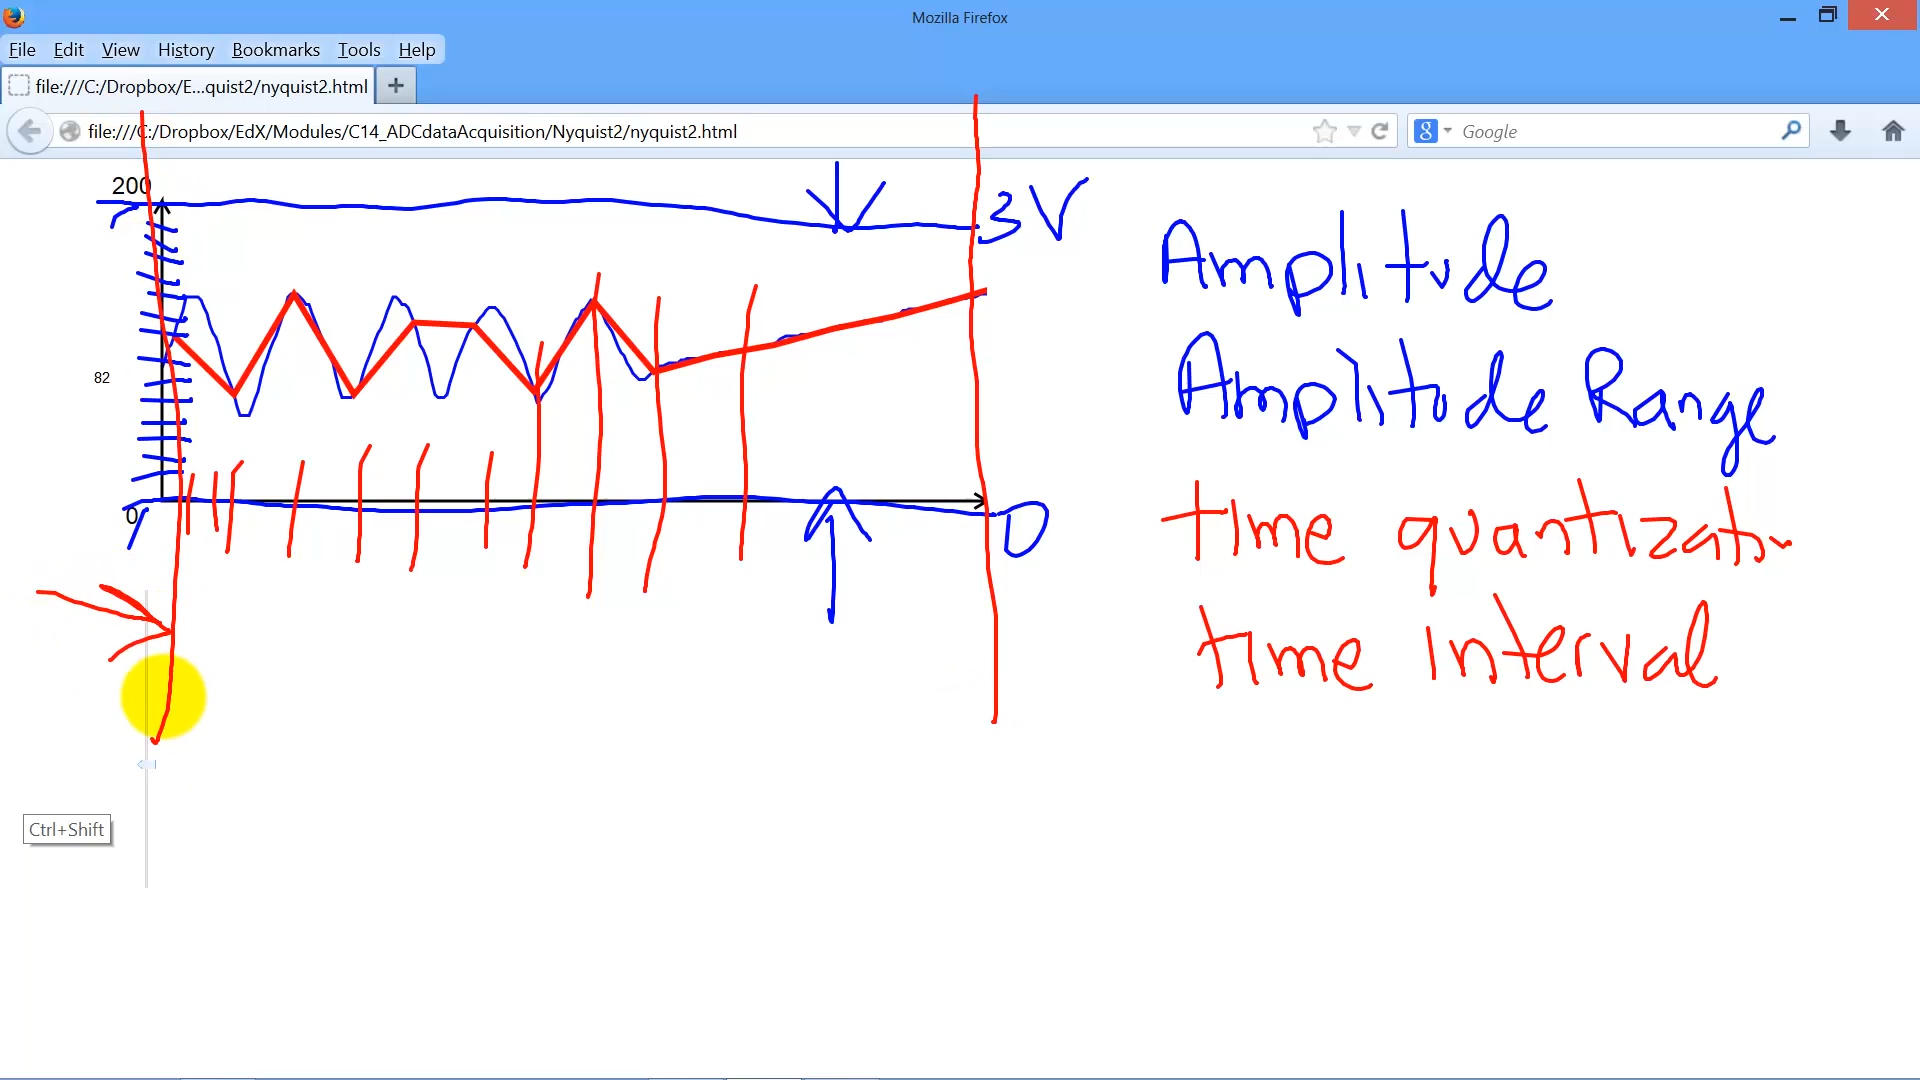 Mozilla Firefox
File Edit View History Bookmarks Tools Help
file:///C:/Dropbox/E...quist2/nyquist2.html
file:///C:/Dropbox/EdX/Modules/C14_ADCdataAcquisition/Nyquist2/nyquist2.html
Google
200
3V
Amplitude
Amplitude Range
82
0
0
time quantizatin
time interval
Ctrl+Shift